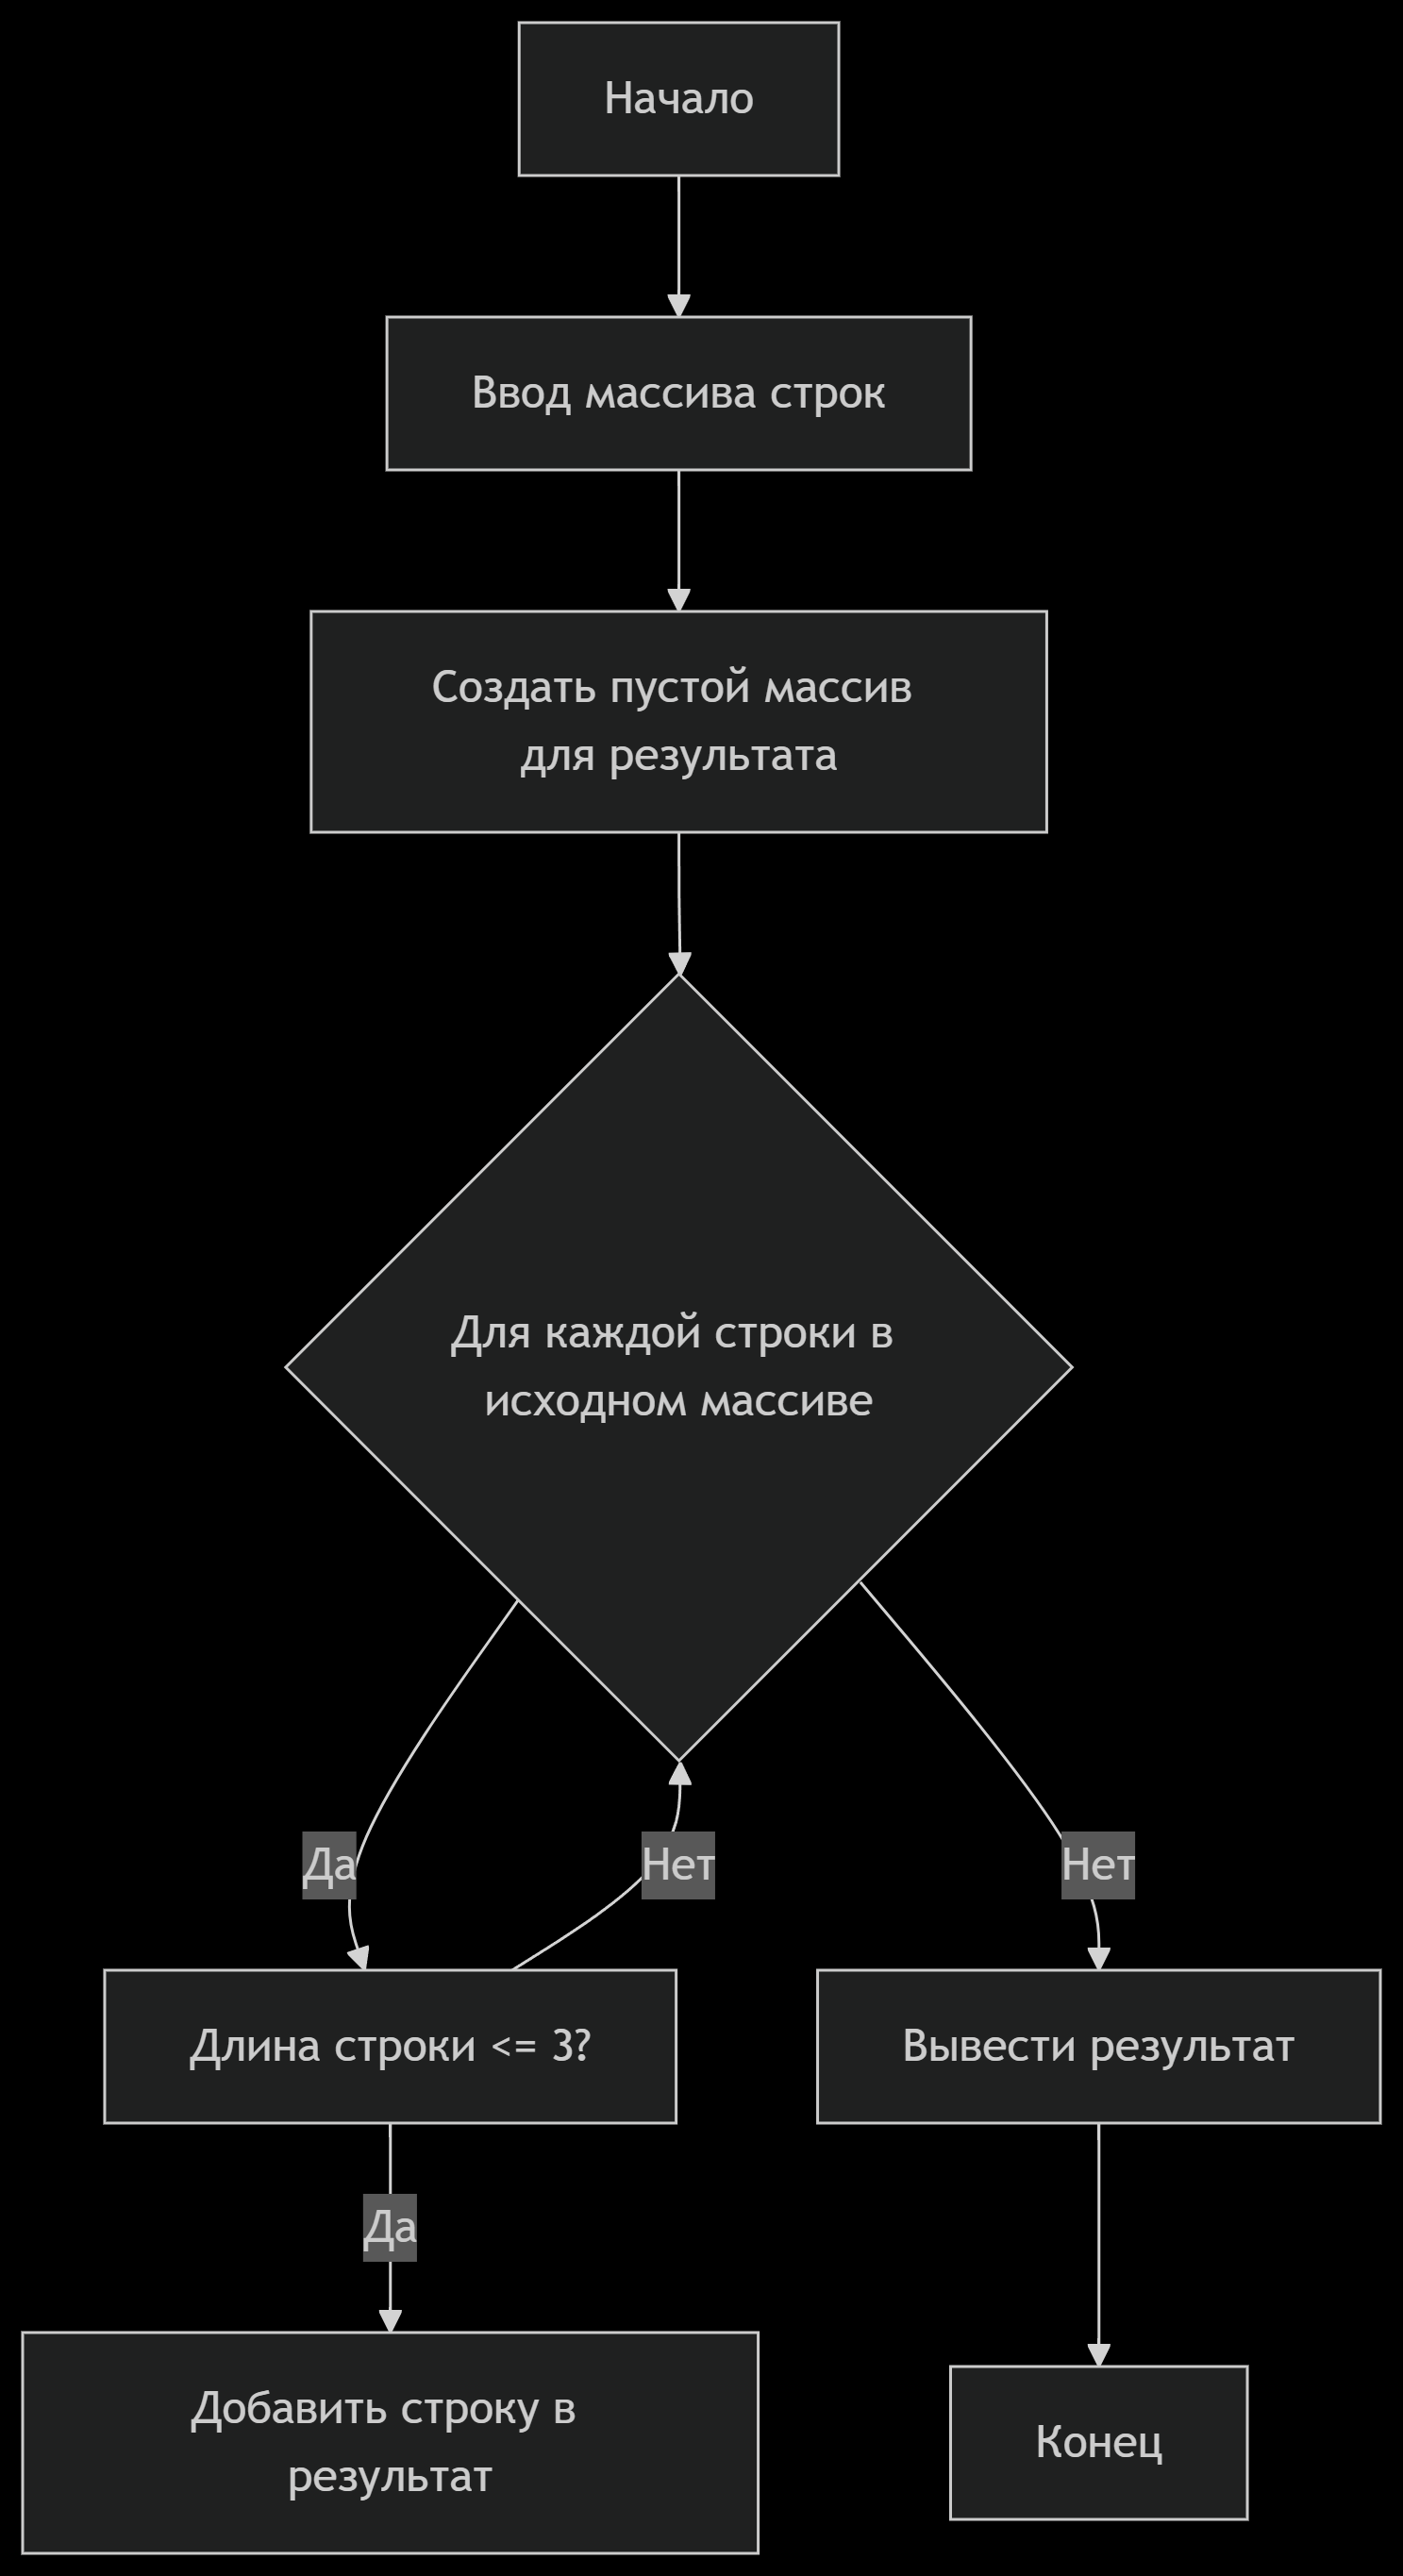 Начало
Ввод массива строк
Создать пустой массив
для результата
Для каждой строки в
исходном массиве
Да
Нет
Нет
Длина строки <= 3?
Вывести результат
Да
Добавить строку в
результат
Конец